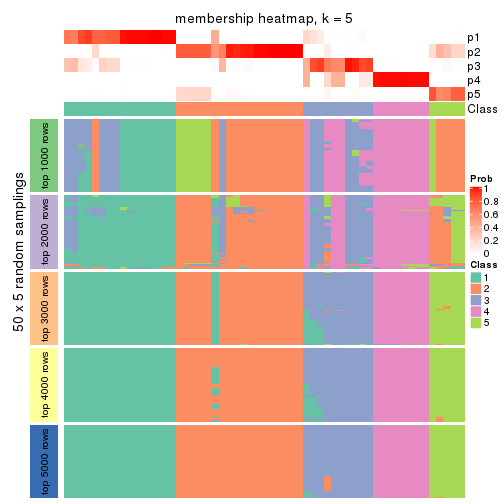 membership heatmap, k = 5
p1
p2
p3
p4
p5
Class
50 x 5 random samplings
top 1000 rows
top 2000 rows
top 3000 rows
top 4000 rows
top 5000 rows
Prob
1
0.8
0.6
0.4
0.2
0
Class
1
2
3
4
5